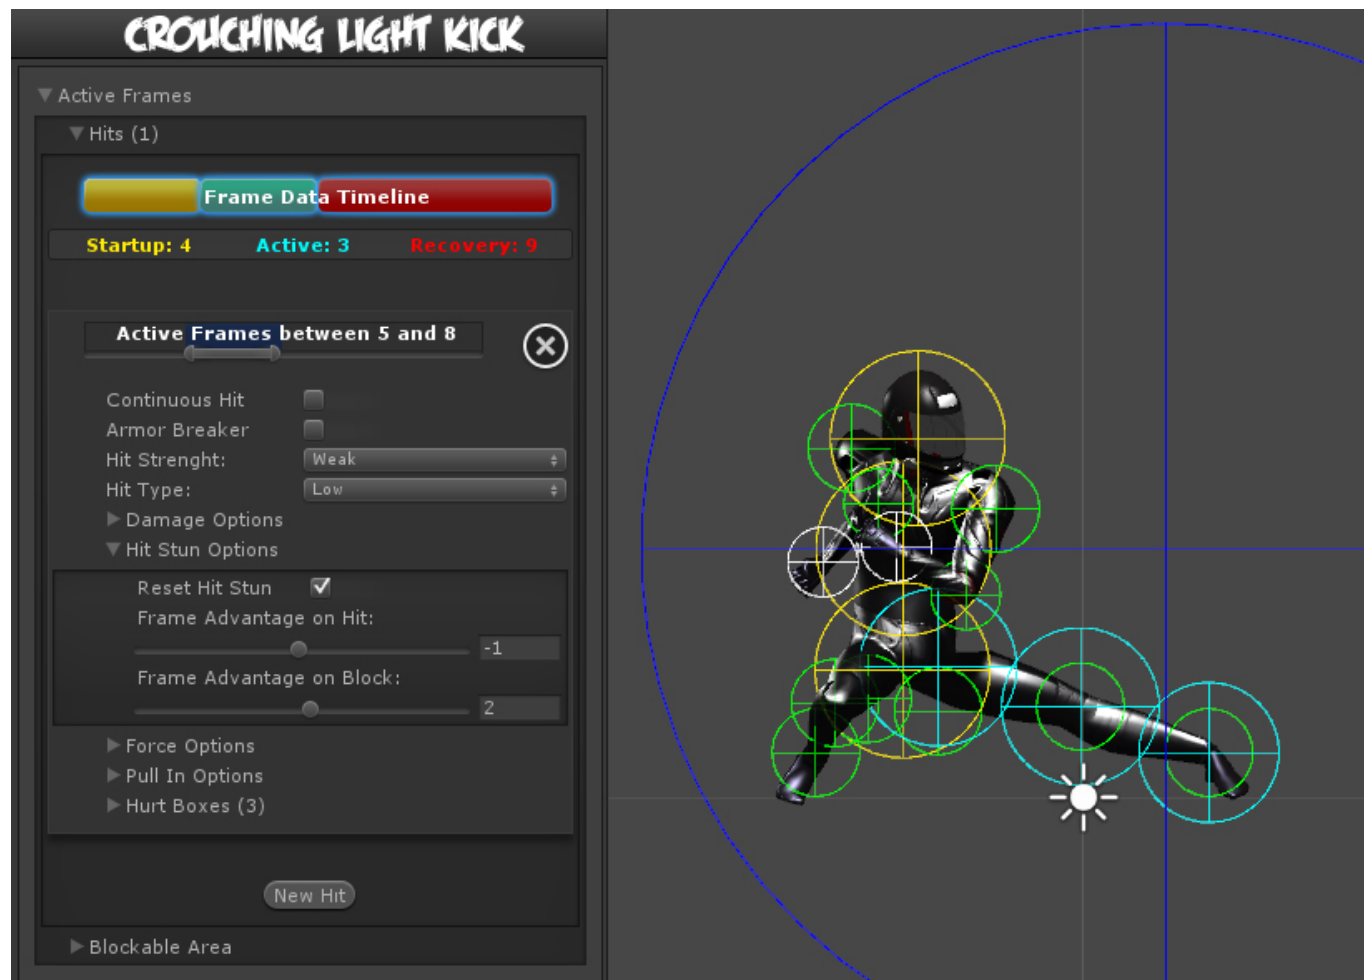 CROUCHING LIGHT KICK
Active Frames
Hits (1)
Frame Data Timeline
Startup: 4 Active: 3 Recovery: 9
Active Frames between 5 and 8
Continuous Hit
Armor Breaker
Hit Strenght: Weak
Hit Type: Low
Damage Options
Hit Stun Options
Reset Hit Stun
Frame Advantage on Hit:
-1
Frame Advantage on Block:
2
Force Options
Pull In Options
Hurt Boxes (3)
New Hit
Blockable Area